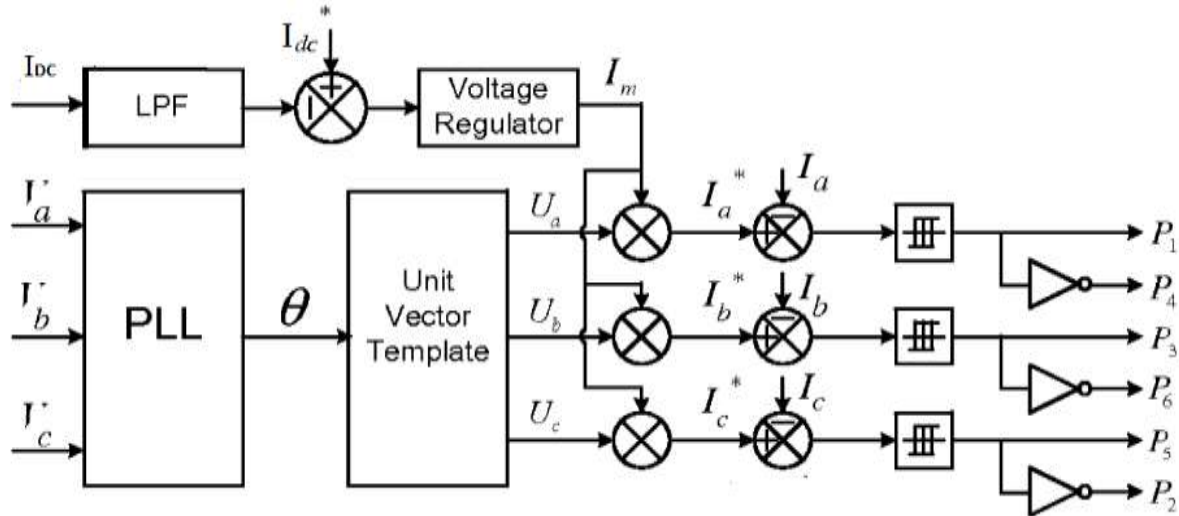 *
I_dc
I_DC
LPF
+
Voltage
Regulator
I_m
V_a
V_b
V_c
PLL
θ
Unit
Vector
Template
U_a
U_b
U_c
I_a*
I_a
I_b*
I_b
I_c*
I_c
P_1
P_4
P_3
P_6
P_5
P_2